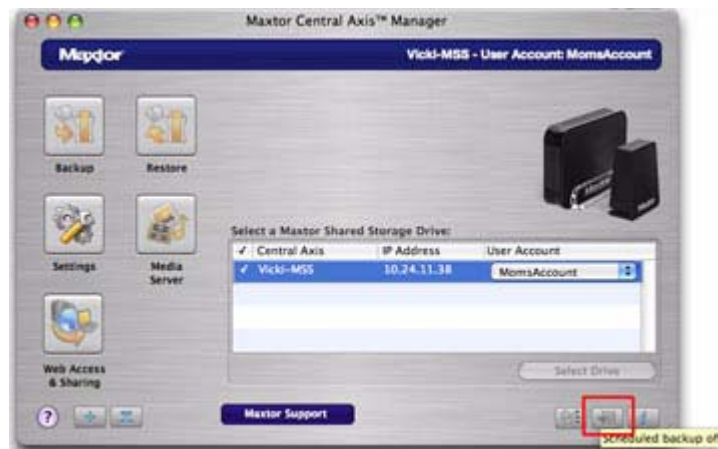 Maxtor Central Axis™ Manager
Maxtor
Vicki-MSS - User Account: MomsAccount
Backup
Restore
Settings
Media Server
Web Access & Sharing
Select a Maxtor Shared Storage Drive:
✓ Central Axis IP Address User Account
✓ Vicki-MSS 10.24.11.38 MomsAccount
Select Drive
?
Maxtor Support
i
Scheduled backup of